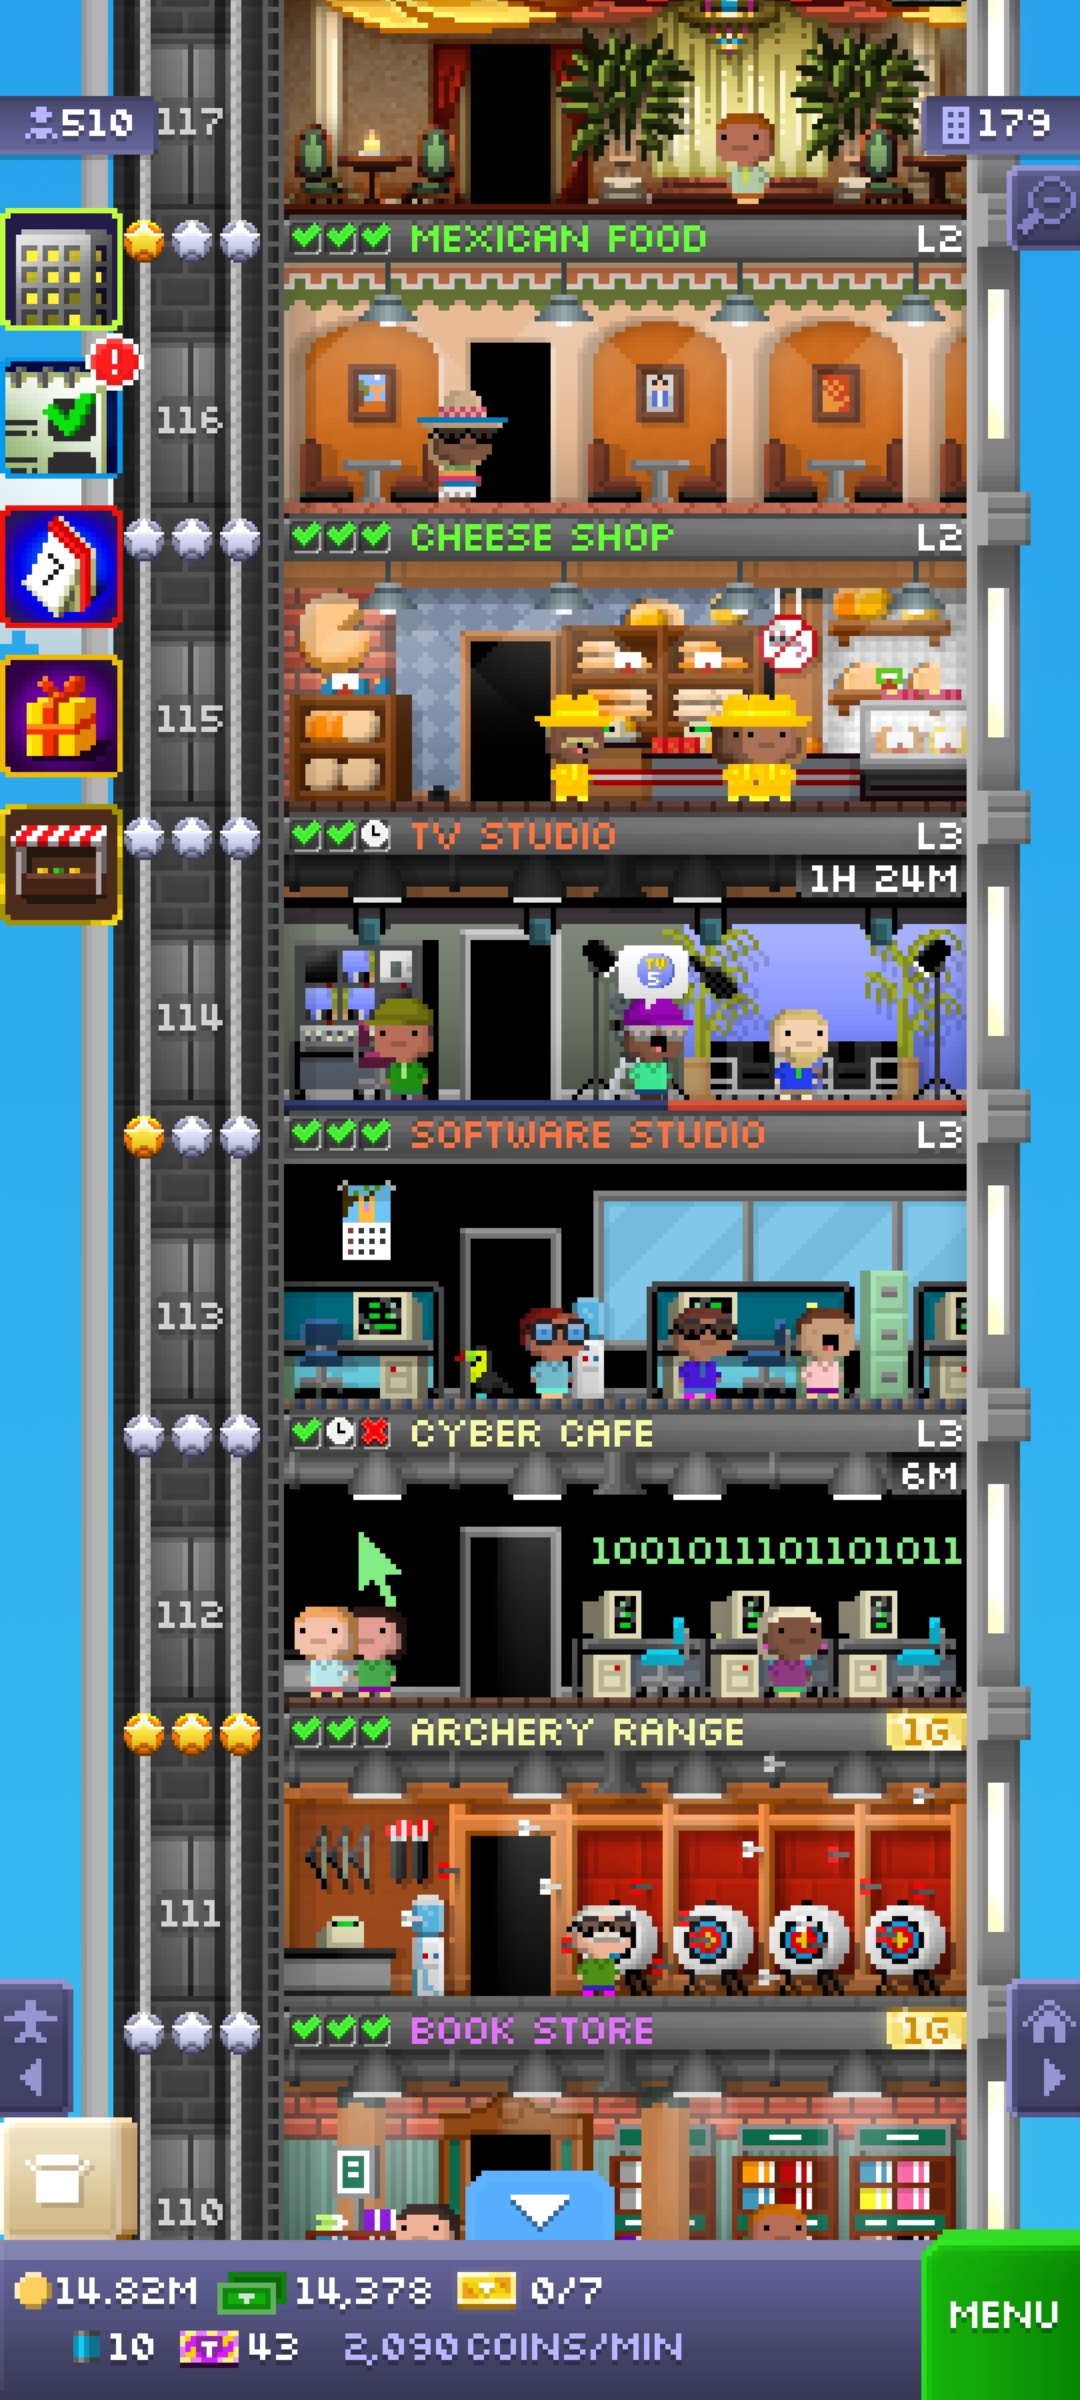 510
117
179
MEXICAN FOOD
L2
116
CHEESE SHOP
L2
115
TV STUDIO
L3
1H 24M
TV
5
114
SOFTWARE STUDIO
L3
113
CYBER CAFE
L3
6M
1001011101101011
112
ARCHERY RANGE
1G
111
BOOK STORE
1G
110
14.82M
14,378
0/7
10
T
43
2,090 COINS/MIN
MENU